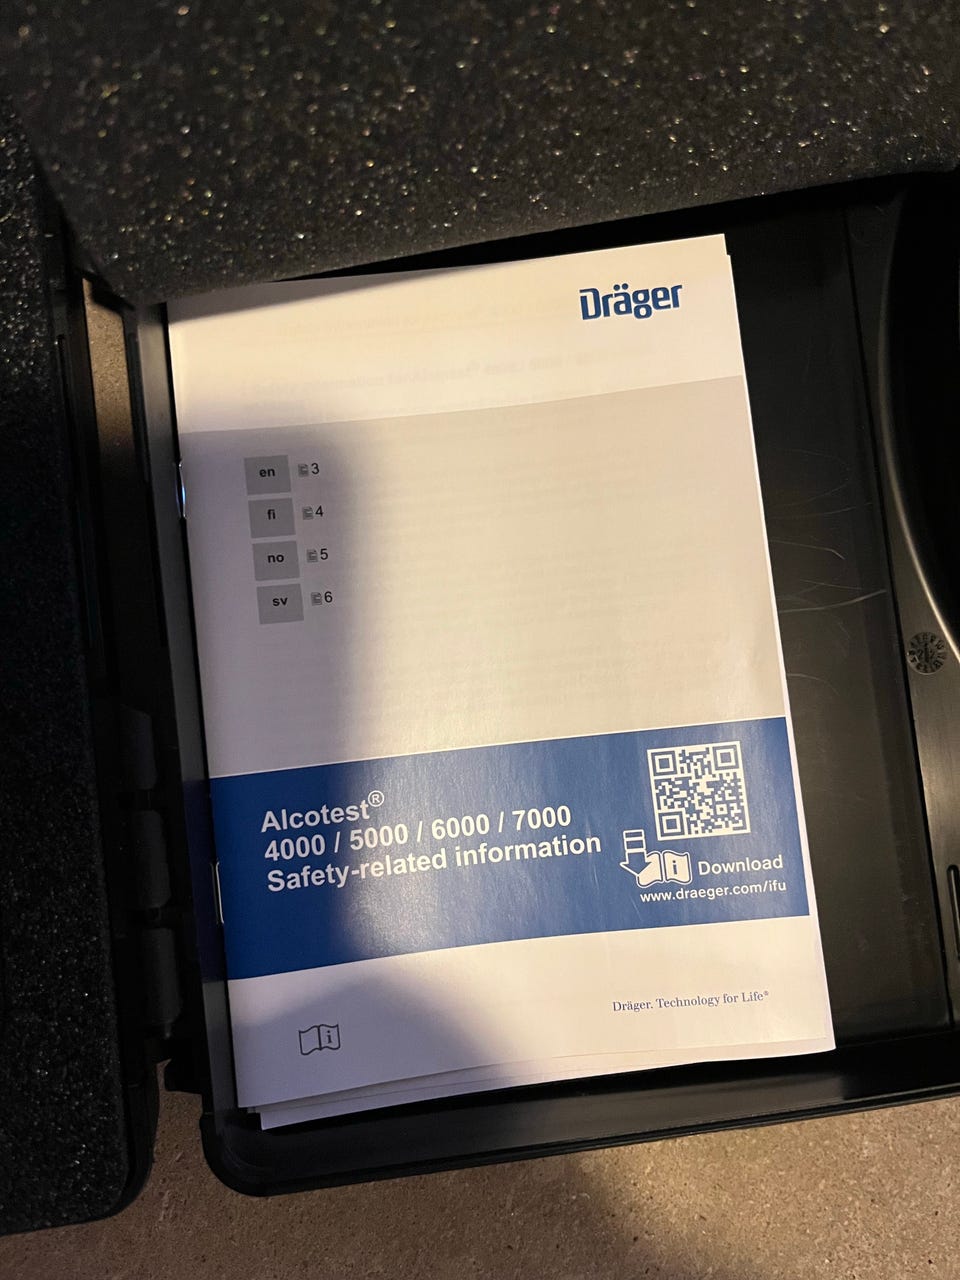 Dräger
en 3
fi 4
no 5
sv 6
Alcotest®
4000 / 5000 / 6000 / 7000
Safety-related information
Download
www.draeger.com/ifu
Dräger. Technology for Life®
i